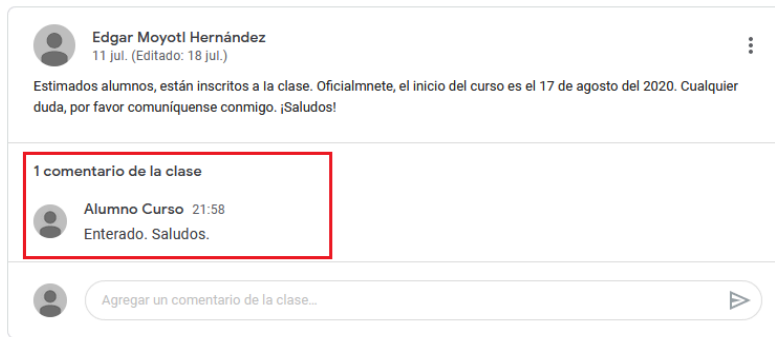 Edgar Moyotl Hernández
11 jul. (Editado: 18 jul.)
Estimados alumnos, están inscritos a la clase. Oficialmnete, el inicio del curso es el 17 de agosto del 2020. Cualquier
duda, por favor comuníquense conmigo. ¡Saludos!
1 comentario de la clase
Alumno Curso 21:58
Enterado. Saludos.
Agregar un comentario de la clase...